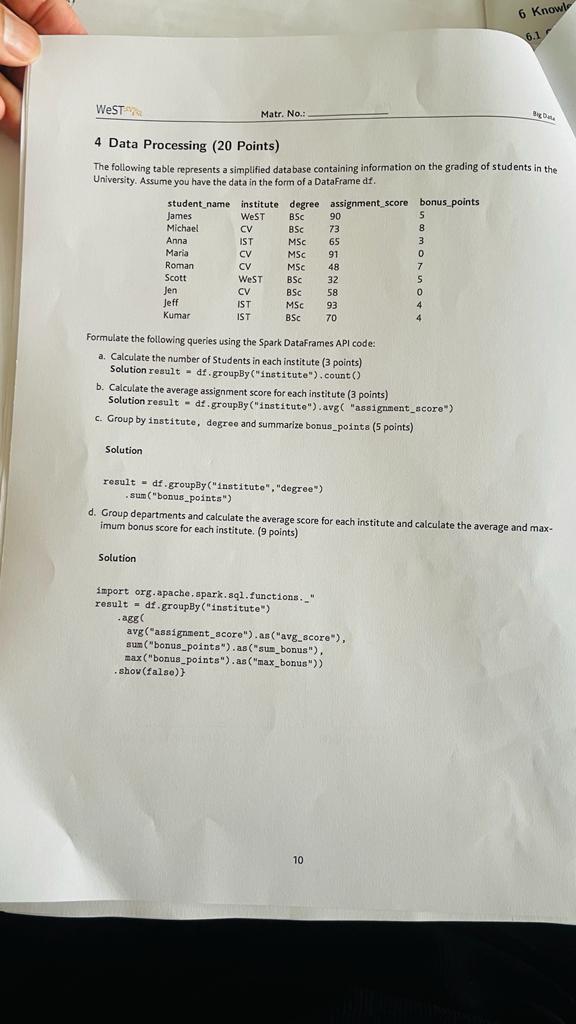 6 Knowle
6.1
WeST
Matr. No.:
Big Data
4 Data Processing (20 Points)
The following table represents a simplified database containing information on the grading of students in the
University. Assume you have the data in the form of a DataFrame df.
student_name institute degree assignment_score bonus_points
James WeST BSc 90 5
Michael CV BSc 73 8
Anna IST MSc 65 3
Maria CV MSc 91 0
Roman CV MSc 48 7
Scott WeST BSc 32 5
Jen CV BSc 58 0
Jeff IST MSc 93 4
Kumar IST BSc 70 4
Formulate the following queries using the Spark DataFrames API code:
a. Calculate the number of Students in each institute (3 points)
Solution result = df.groupBy("institute").count()
b. Calculate the average assignment score for each institute (3 points)
Solution result = df.groupBy("institute").avg( "assignment_score")
c. Group by institute, degree and summarize bonus_points (5 points)
Solution
result = df.groupBy("institute","degree")
.sum("bonus_points")
d. Group departments and calculate the average score for each institute and calculate the average and max-
imum bonus score for each institute. (9 points)
Solution
import org.apache.spark.sql.functions._"
result = df.groupBy("institute")
.agg(
avg("assignment_score").as("avg_score"),
sum("bonus_points").as("sum_bonus"),
max("bonus_points").as("max_bonus"))
.show(false)}
10